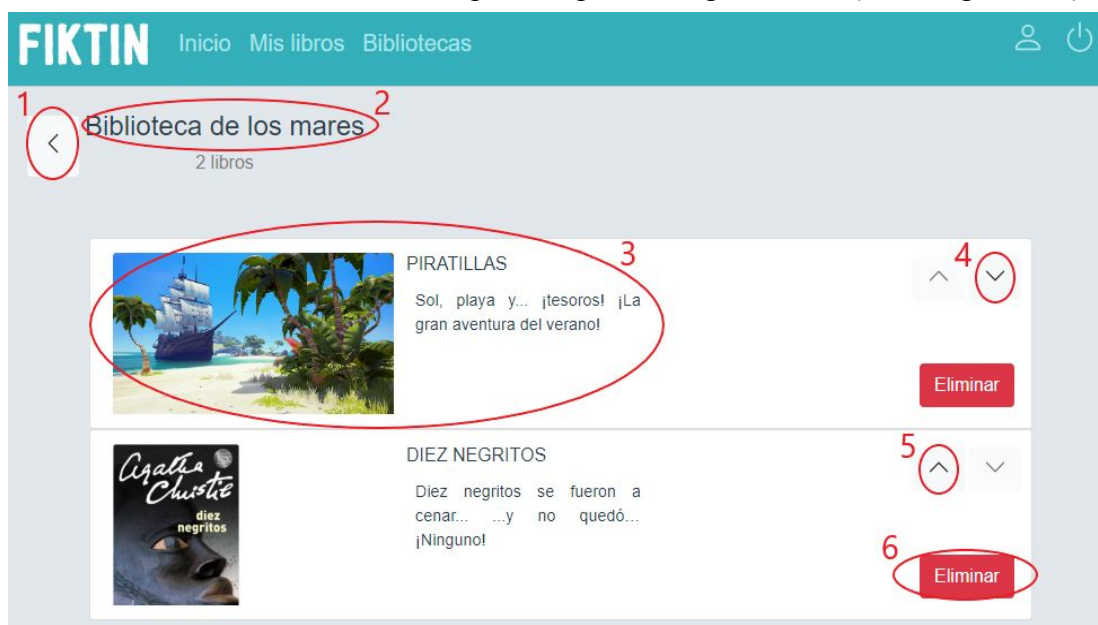 FIKTIN Inicio Mis libros Bibliotecas
1 2
Biblioteca de los mares
2 libros
PIRATILLAS 3 4
Sol, playa y... ¡tesoros! ¡La
gran aventura del verano!
Eliminar
Agatha
Christie
diez
negritos
DIEZ NEGRITOS 5
Diez negritos se fueron a
cenar... ...y no quedó...
¡Ninguno!
6
Eliminar